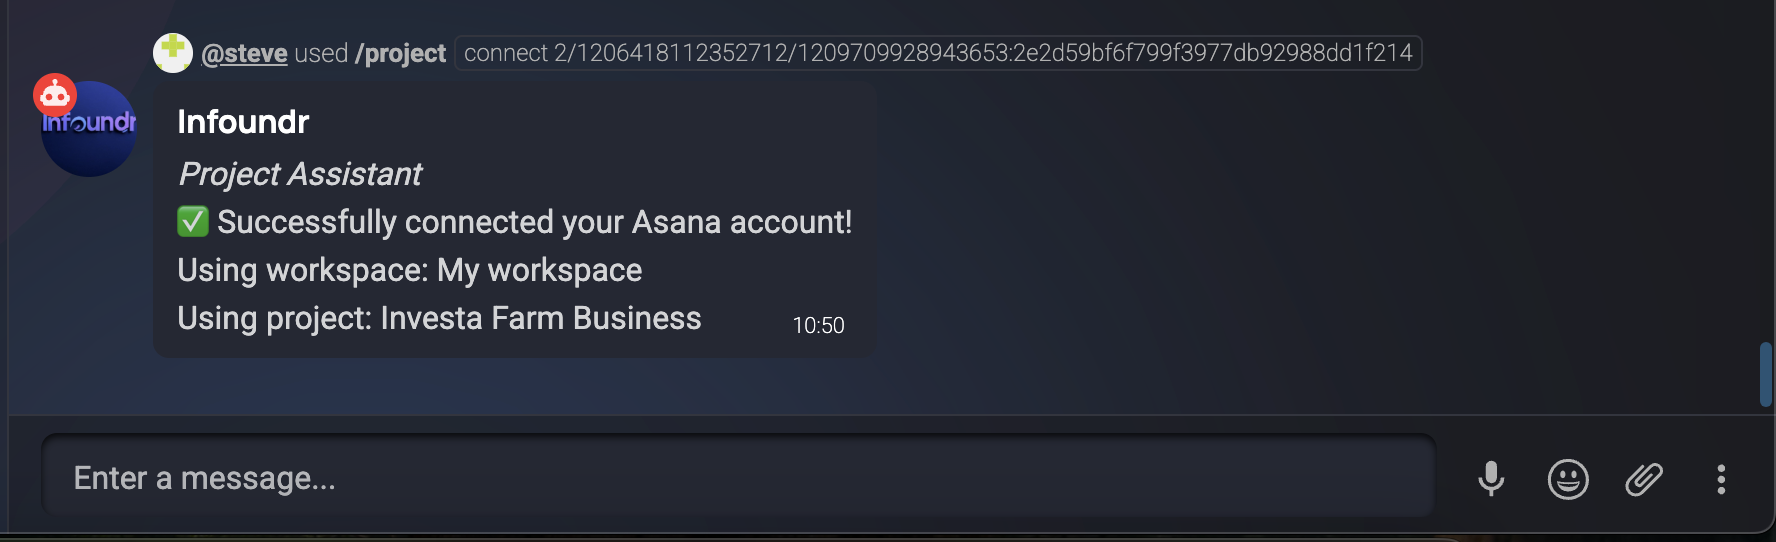 @steve used /project connect 2/1206418112352712/1209709928943653:2e2d59bf6f799f3977db92988dd1f214
Infoundr
Infoundr
Project Assistant
✅ Successfully connected your Asana account!
Using workspace: My workspace
Using project: Investa Farm Business
10:50
Enter a message...